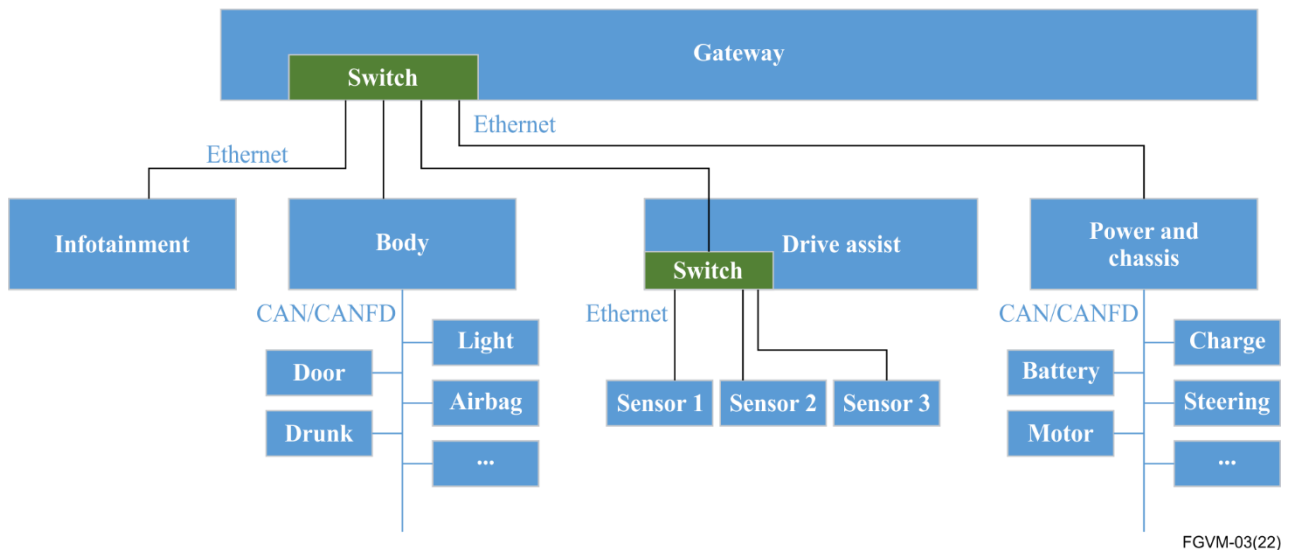 Gateway
Switch
Ethernet
Ethernet
Infotainment
Body
Drive assist
Switch
Power and
chassis
CAN/CANFD
Ethernet
CAN/CANFD
Light
Door
Airbag
Drunk
...
Sensor 1
Sensor 2
Sensor 3
Charge
Battery
Steering
Motor
...
FGVM-03(22)